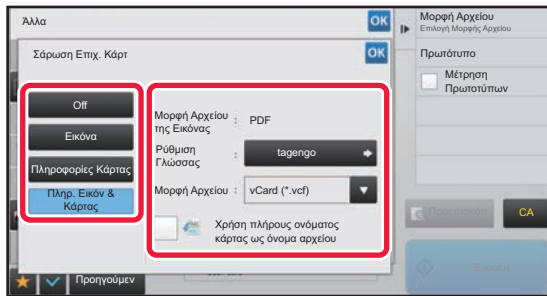 Άλλα
OK
Μορφή Αρχείου
Επιλογή Μορφής Αρχείου
Σάρωση Επιχ. Κάρτ
OK
Πρωτότυπο
Μέτρηση
Πρωτοτύπων
Off
Εικόνα
Πληροφορίες Κάρτας
Πληρ. Εικόν &
Κάρτας
Μορφή Αρχείου
της Εικόνας
:
PDF
Ρύθμιση
Γλώσσας
:
tagengo
Μορφή Αρχείου :
vCard (*.vcf)
Χρήση πλήρους ονόματος
κάρτας ως όνομα αρχείου
CA
Προηγούμεν